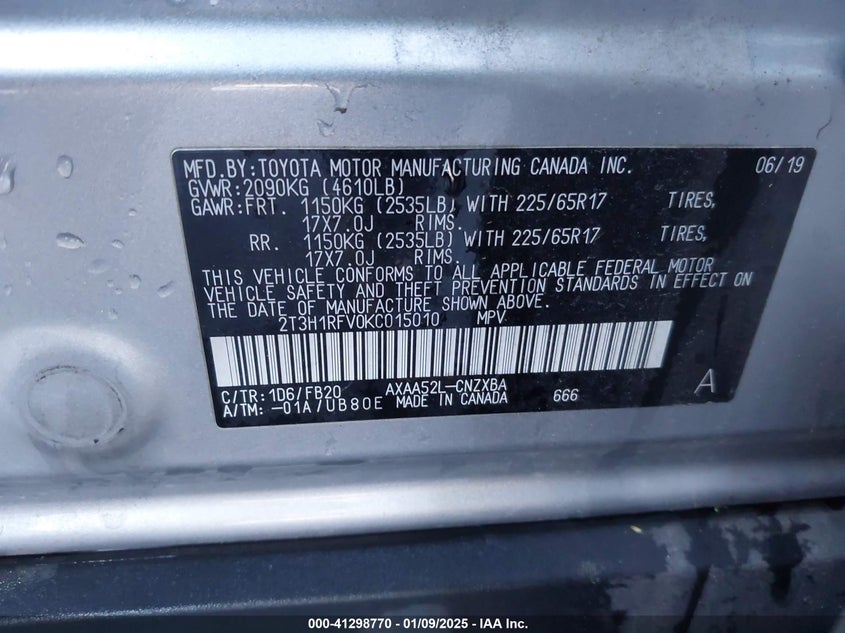 MFD.BY:TOYOTA MOTOR MANUFACTURING CANADA INC. 06/19
GVWR:2090KG (4610LB)
GAWR:FRT. 1150KG (2535LB) WITH 225/65R17 TIRES,
17X7.0J RIMS.
RR. 1150KG (2535LB) WITH 225/65R17 TIRES,
17X7.0J RIMS.
THIS VEHICLE CONFORMS TO ALL APPLICABLE FEDERAL MOTOR
VEHICLE SAFETY AND THEFT PREVENTION STANDARDS IN EFFECT ON
THE DATE OF MANUFACTURE SHOWN ABOVE.
2T3H1RFV0KC015010 MPV
C/TR:1D6/FB20 AXAA52L-CNZXBA A
A/TM:-01A/UB80E MADE IN CANADA 666
000-41298770 - 01/09/2025 - IAA Inc.